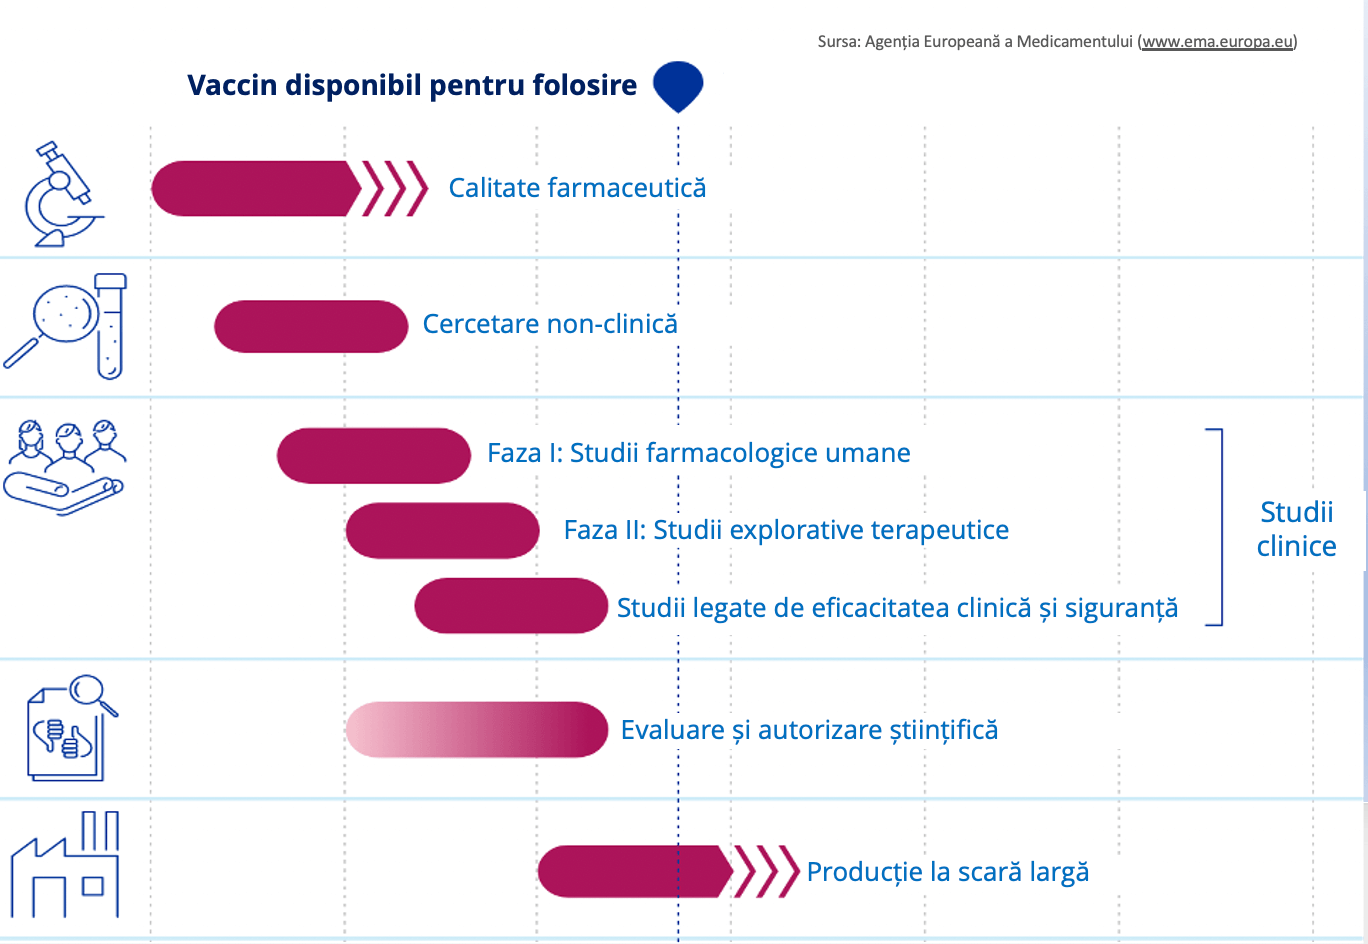 Sursa: Agenția Europeană a Medicamentului (www.ema.europa.eu)
Vaccin disponibil pentru folosire
Calitate farmaceutică
Cercetare non-clinică
Faza I: Studii farmacologice umane
Faza II: Studii explorative terapeutice
Studii legate de eficacitatea clinică și siguranță
Studii
clinice
Evaluare și autorizare științifică
Producție la scară largă